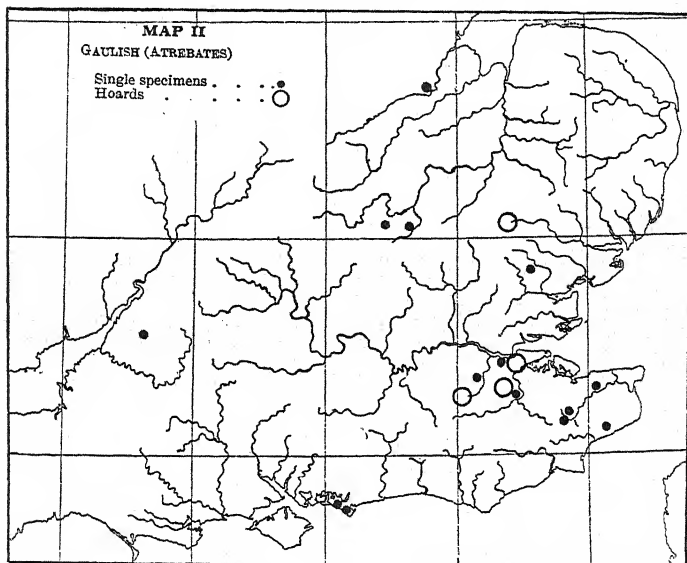 MAP II
GAULISH (ATREBATES)
Single specimens . . . .
Hoards . . . . .